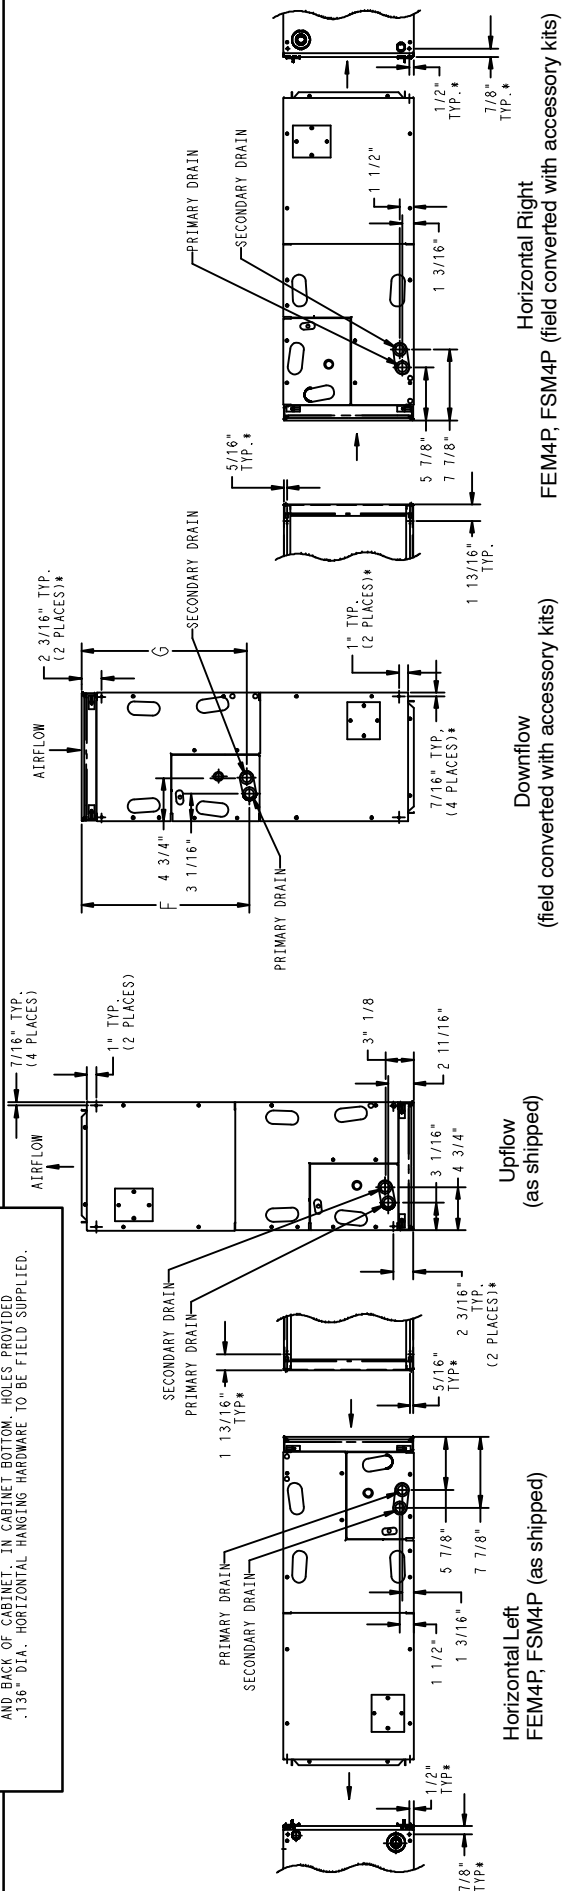 AND BACK OF CABINET. IN CABINET BOTTOM. HOLES PROVIDED
.136" DIA. HORIZONTAL HANGING HARDWARE TO BE FIELD SUPPLIED.
7/8"
TYP*
1/2"
TYP*
PRIMARY DRAIN
SECONDARY DRAIN
1 1/2"
1 3/16"
5 7/8"
7 7/8"
1 13/16"
TYP*
5/16"
TYP*
Horizontal Left
FEM4P, FSM4P (as shipped)
AIRFLOW
7/16" TYP.
(4 PLACES)
1" TYP.
(2 PLACES)
SECONDARY DRAIN
PRIMARY DRAIN
3" 1/8
2 11/16"
3 1/16"
4 3/4"
2 3/16"
TYP.
(2 PLACES)*
Upflow
(as shipped)
AIRFLOW
2 3/16" TYP.
(2 PLACES)*
F
G
4 3/4"
3 1/16"
PRIMARY DRAIN
SECONDARY DRAIN
1" TYP.
(2 PLACES)*
7/16" TYP,
(4 PLACES)*
Downflow
(field converted with accessory kits)
5/16"
TYP.*
1 13/16"
TYP.
PRIMARY DRAIN
SECONDARY DRAIN
1 1/2"
1 3/16"
5 7/8"
7 7/8"
1/2"
TYP.*
7/8"
TYP.*
Horizontal Right
FEM4P, FSM4P (field converted with accessory kits)